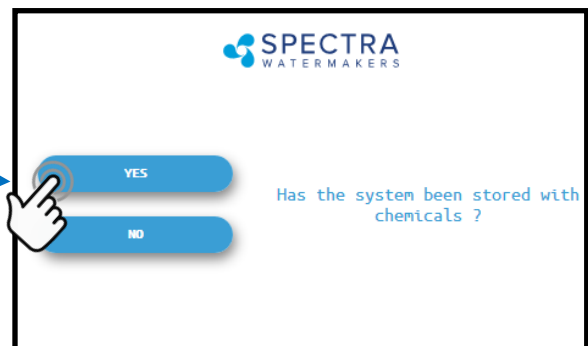 SPECTRA
WATERMAKERS
YES
Has the system been stored with
chemicals ?
NO